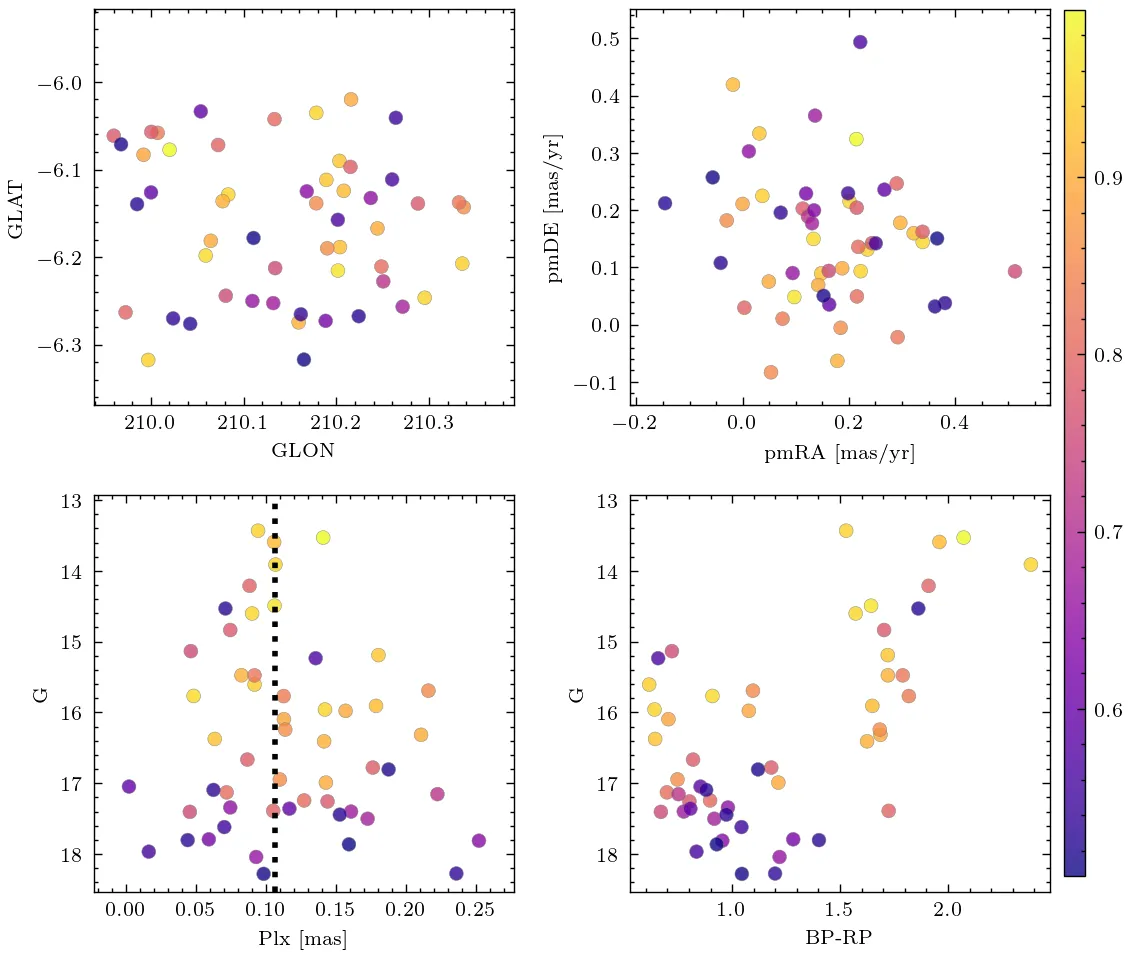 −6.0
−6.1
−6.2
−6.3
GLAT
210.0 210.1 210.2 210.3
GLON
0.5
0.4
0.3
0.2
0.1
0.0
−0.1
pmDE [mas/yr]
−0.2 0.0 0.2 0.4
pmRA [mas/yr]
13
14
15
16
17
18
G
0.00 0.05 0.10 0.15 0.20 0.25
Plx [mas]
13
14
15
16
17
18
G
1.0 1.5 2.0
BP-RP
0.9
0.8
0.7
0.6